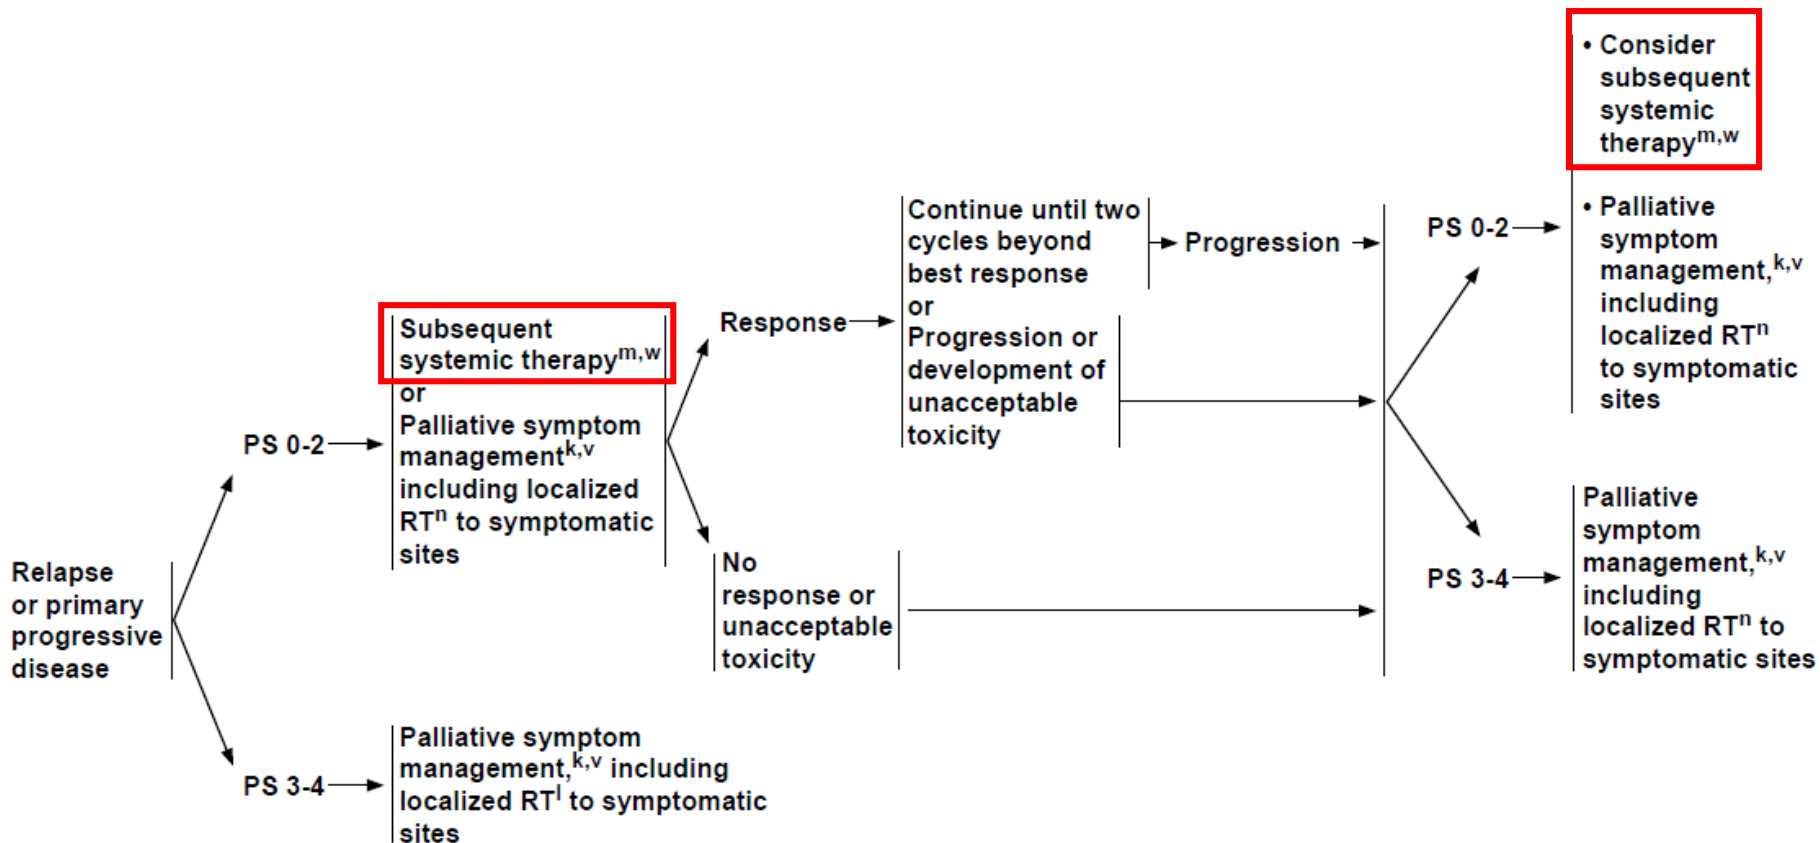 Relapse
or primary
progressive
disease
PS 0-2
Subsequent
systemic therapym,w
or
Palliative symptom
managementk,v
including localized
RTn to symptomatic
sites
PS 3-4
Palliative symptom
management,k,v including
localized RTl to symptomatic
sites
Response
Continue until two
cycles beyond
best response
or
Progression or
development of
unacceptable
toxicity
Progression
No
response or
unacceptable
toxicity
PS 0-2
• Consider
subsequent
systemic
therapym,w
• Palliative
symptom
management,k,v
including
localized RTn
to symptomatic
sites
PS 3-4
Palliative
symptom
management,k,v
including
localized RTn to
symptomatic sites